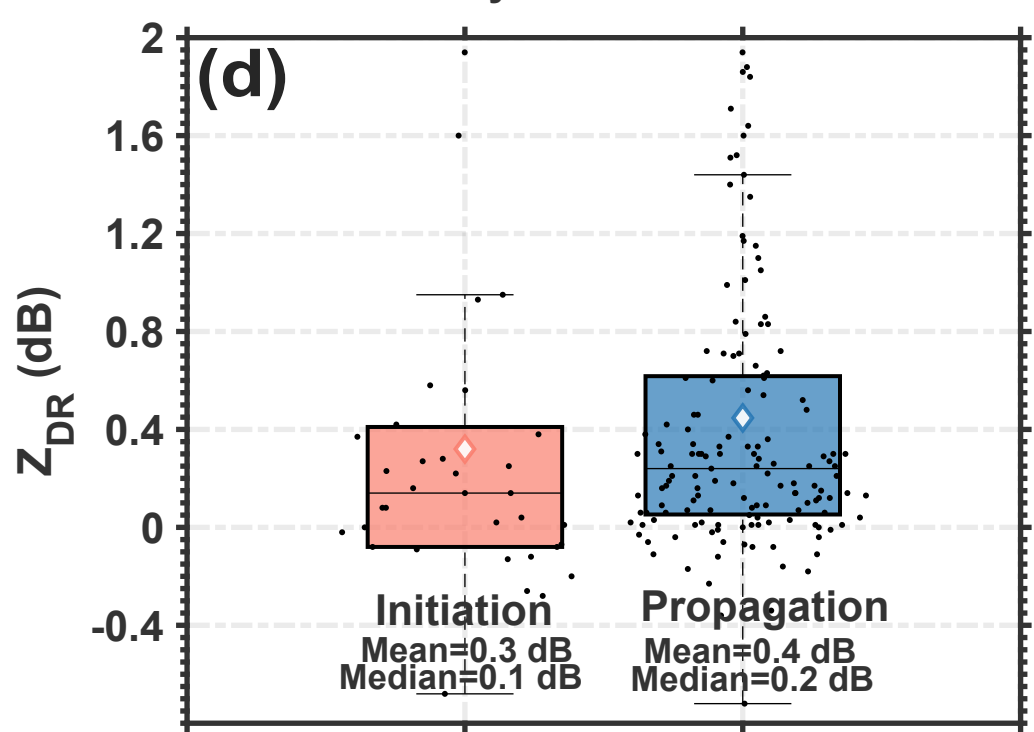 (d)
2
1.6
1.2
0.8
0.4
0
-0.4
ZDR (dB)
Initiation
Mean=0.3 dB
Median=0.1 dB
Propagation
Mean=0.4 dB
Median=0.2 dB